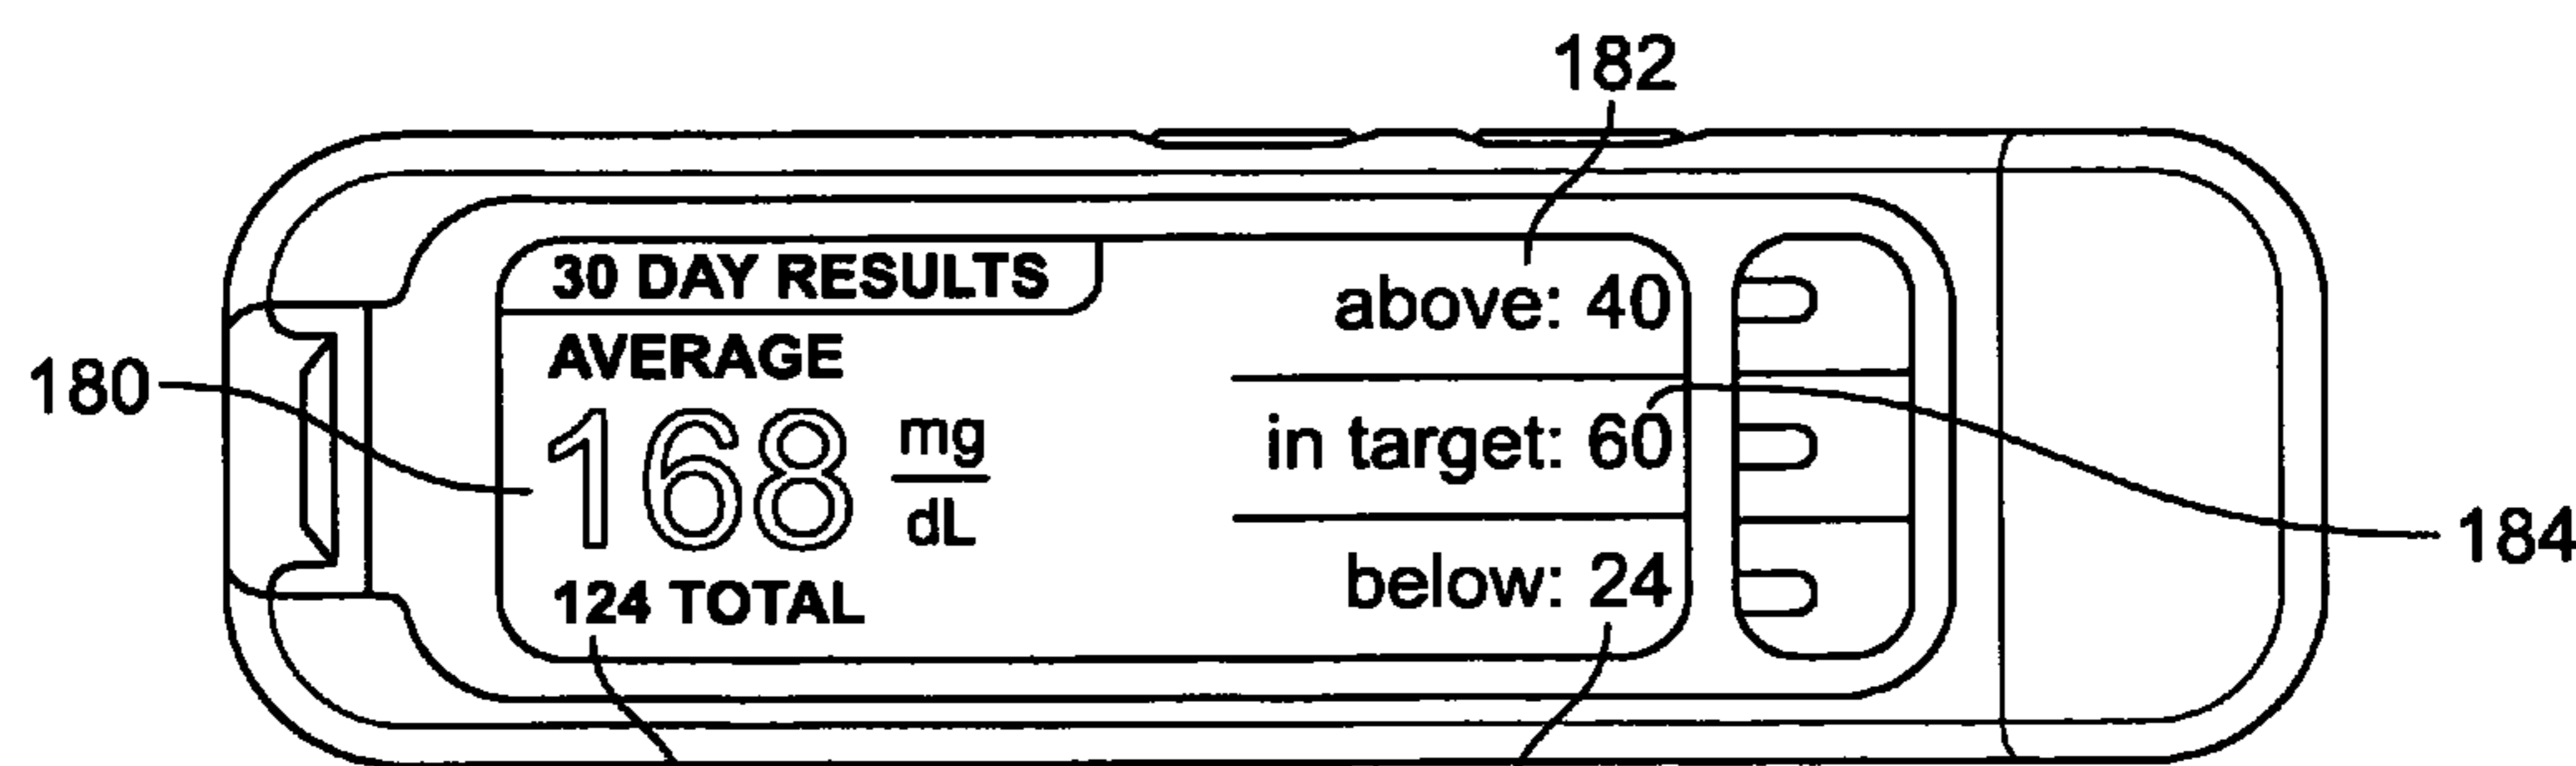 182
30 DAY RESULTS
above: 40
AVERAGE
180
168 mg/dL
in target: 60
184
below: 24
124 TOTAL